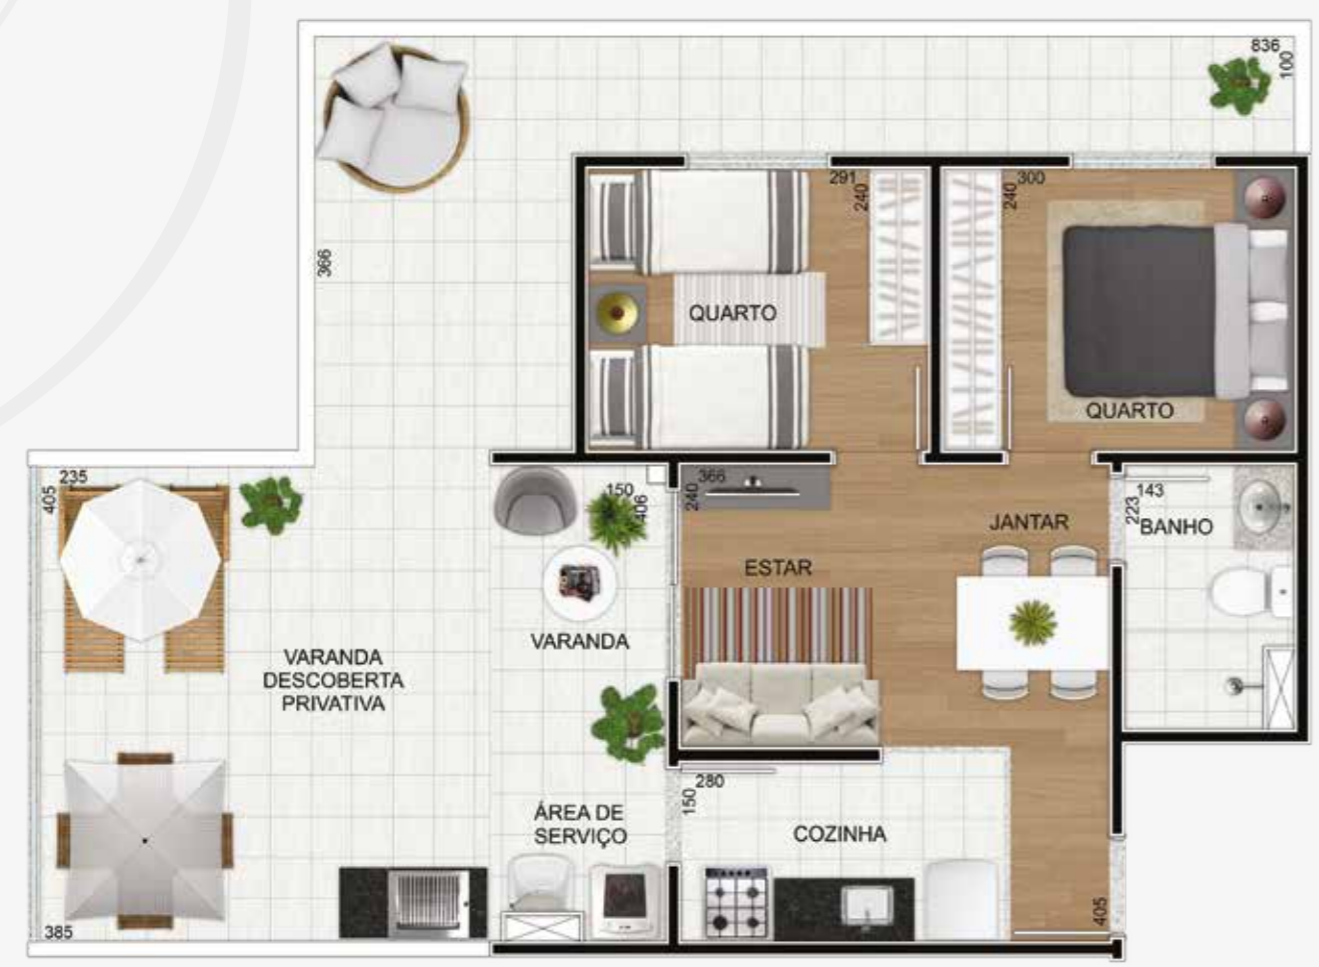 836
100
291
240
300
240
366
QUARTO
QUARTO
235
405
150
406
366
240
143
223
JANTAR
BANHO
ESTAR
VARANDA
VARANDA
DESCOBERTA
PRIVATIVA
280
150
ÁREA DE
SERVIÇO
COZINHA
405
385